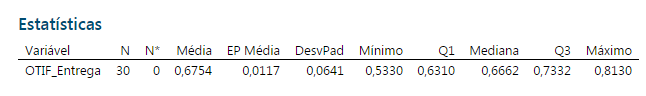 Estatísticas
Variável N N* Média EP Média DesvPad Mínimo Q1 Mediana Q3 Máximo
OTIF_Entrega 30 0 0,6754 0,0117 0,0641 0,5330 0,6310 0,6662 0,7332 0,8130